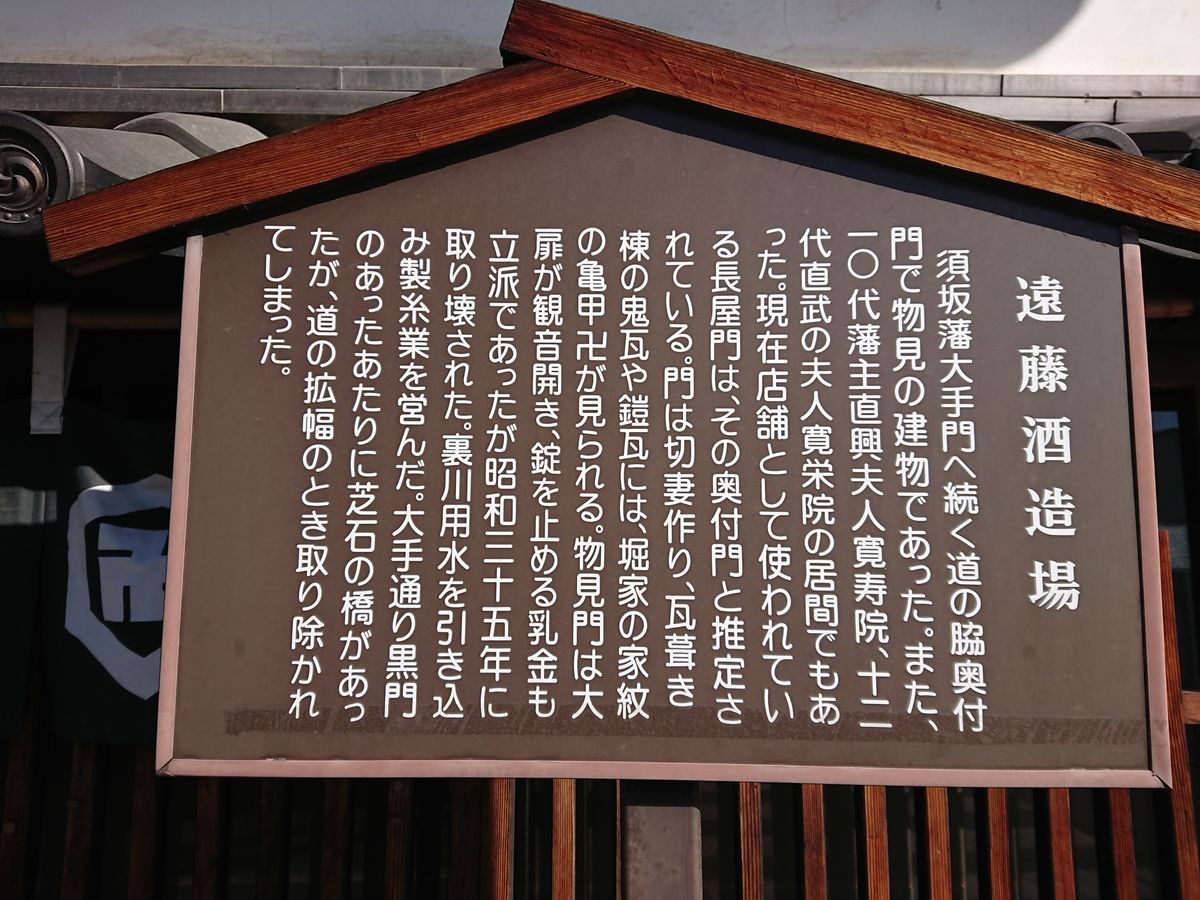 遠藤酒造場
須坂藩大手門へ続く道の脇奥付
門で物見の建物であった。また、
一〇代藩主直興夫人寛寿院、十二
代直武の夫人寛栄院の居間でもあ
った。現在店舗として使われてい
る長屋門は、その奥付門と推定さ
れている。門は切妻作り、瓦葺き
棟の鬼瓦や鐙瓦には、堀家の家紋
の亀甲卍が見られる。物見門は大
扉が観音開き、錠を止める乳金も
立派であったが昭和三十五年に
取り壊された。裏川用水を引き込
み製糸業を営んだ。大手通り黒門
のあったあたりに芝石の橋があっ
たが、道の拡幅のとき取り除かれ
てしまった。